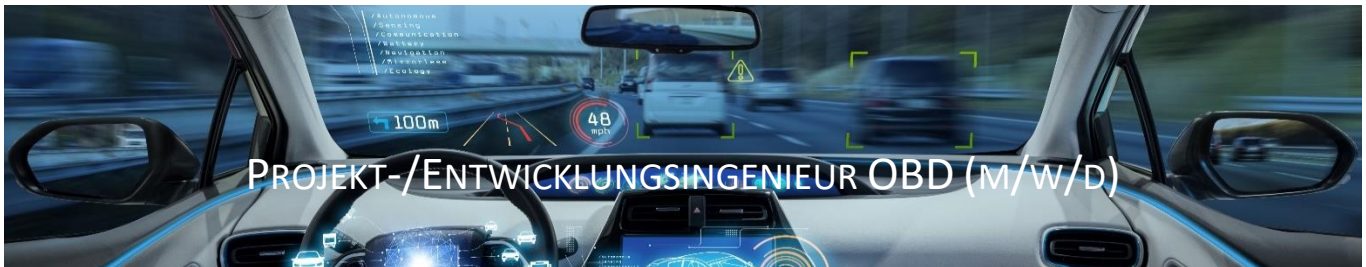 /Autonomous
/Sensing
/Communication
/Battery
/Navigation
/Mirrorless
/Ecology
100m
48
mph
PROJEKT-/ENTWICKLUNGSINGENIEUR OBD (M/W/D)